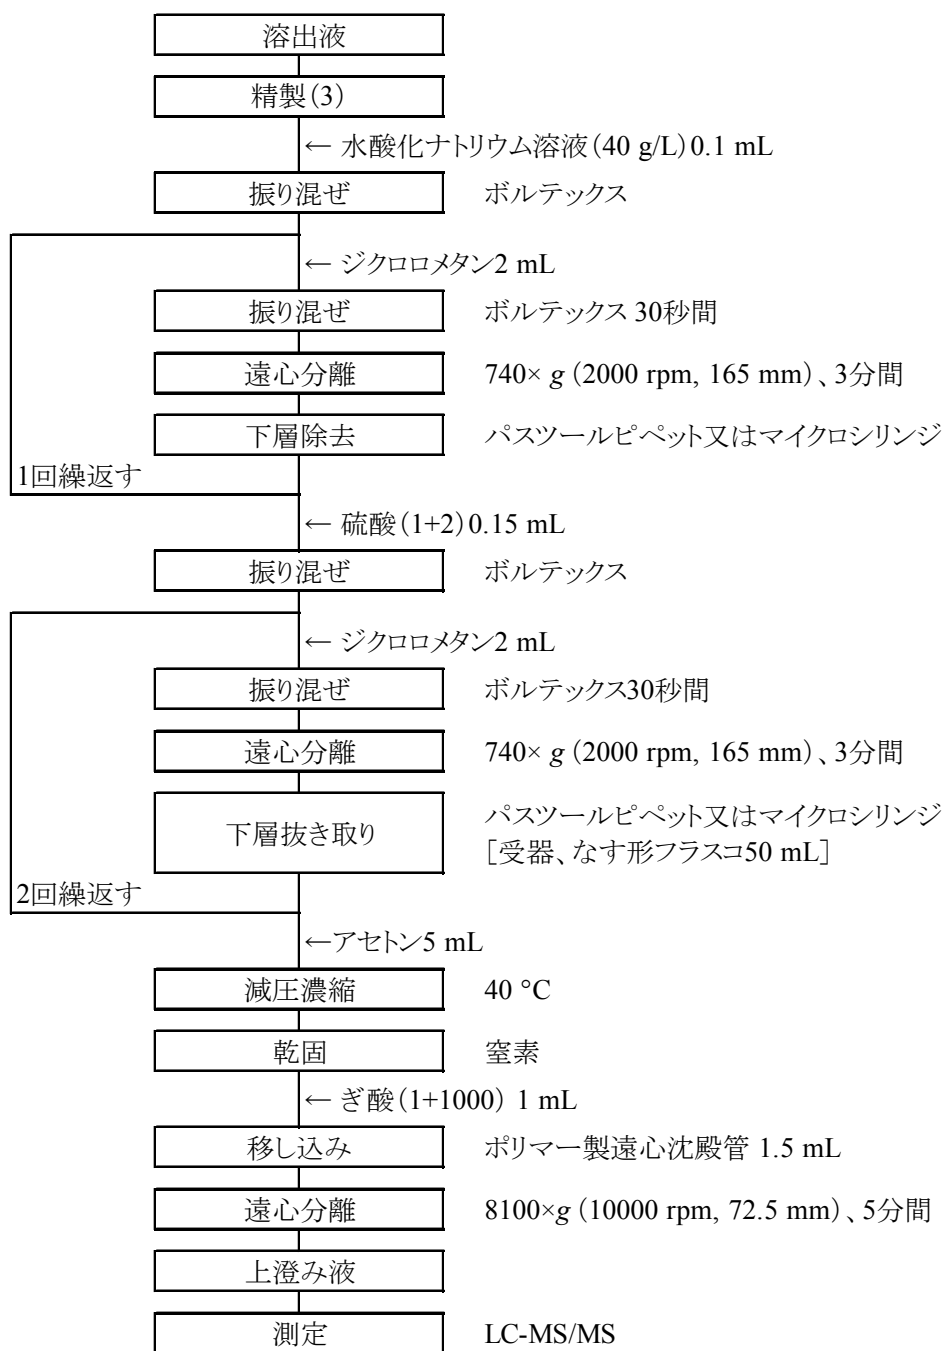 溶出液
精製(3)
← 水酸化ナトリウム溶液(40 g/L)0.1 mL
振り混ぜ ボルテックス
← ジクロロメタン2 mL
振り混ぜ ボルテックス 30秒間
遠心分離 740× g (2000 rpm, 165 mm)、3分間
下層除去 パスツールピペット又はマイクロシリンジ
1回繰返す
← 硫酸(1+2)0.15 mL
振り混ぜ ボルテックス
← ジクロロメタン2 mL
振り混ぜ ボルテックス30秒間
遠心分離 740× g (2000 rpm, 165 mm)、3分間
下層抜き取り パスツールピペット又はマイクロシリンジ
[受器、なす形フラスコ50 mL]
2回繰返す
←アセトン5 mL
減圧濃縮 40 °C
乾固 窒素
← ぎ酸(1+1000) 1 mL
移し込み ポリマー製遠心沈殿管 1.5 mL
遠心分離 8100×g (10000 rpm, 72.5 mm)、5分間
上澄み液
測定 LC-MS/MS